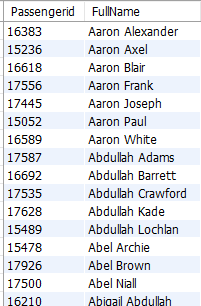 Passengerid FullName
16383 Aaron Alexander
15236 Aaron Axel
16618 Aaron Blair
17556 Aaron Frank
17445 Aaron Joseph
15052 Aaron Paul
16589 Aaron White
17587 Abdullah Adams
16692 Abdullah Barrett
17535 Abdullah Crawford
17628 Abdullah Kade
15489 Abdullah Lochlan
15478 Abel Archie
17926 Abel Brown
17500 Abel Niall
16210 Abigail Abdullah